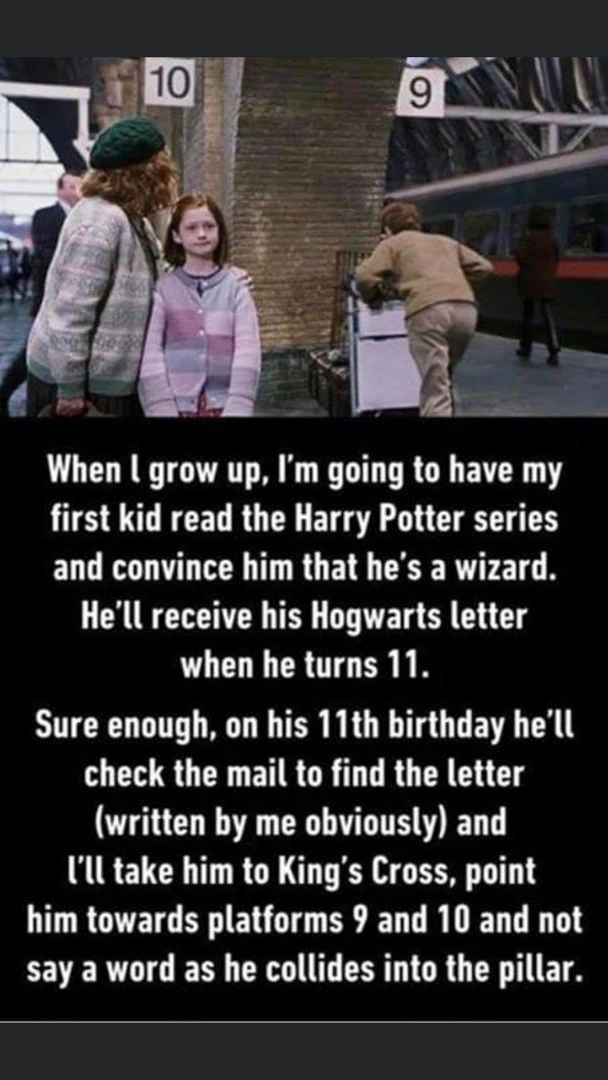 10
9
When I grow up, I'm going to have my
first kid read the Harry Potter series
and convince him that he's a wizard.
He'll receive his Hogwarts letter
when he turns 11.
Sure enough, on his 11th birthday he'll
check the mail to find the letter
(written by me obviously) and
I'll take him to King's Cross, point
him towards platforms 9 and 10 and not
say a word as he collides into the pillar.